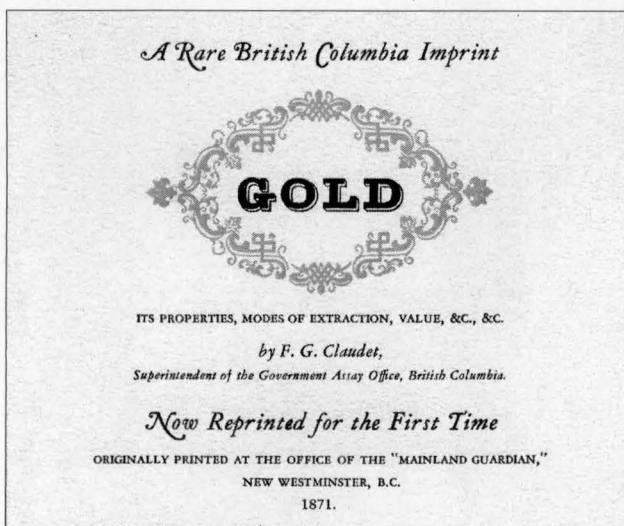 A Rare British Columbia Imprint
GOLD
ITS PROPERTIES, MODES OF EXTRACTION, VALUE, &C., &C.
by F. G. Claudet,
Superintendent of the Government Assay Office, British Columbia.
Now Reprinted for the First Time
ORIGINALLY PRINTED AT THE OFFICE OF THE "MAINLAND GUARDIAN,"
NEW WESTMINSTER, B.C.
1871.